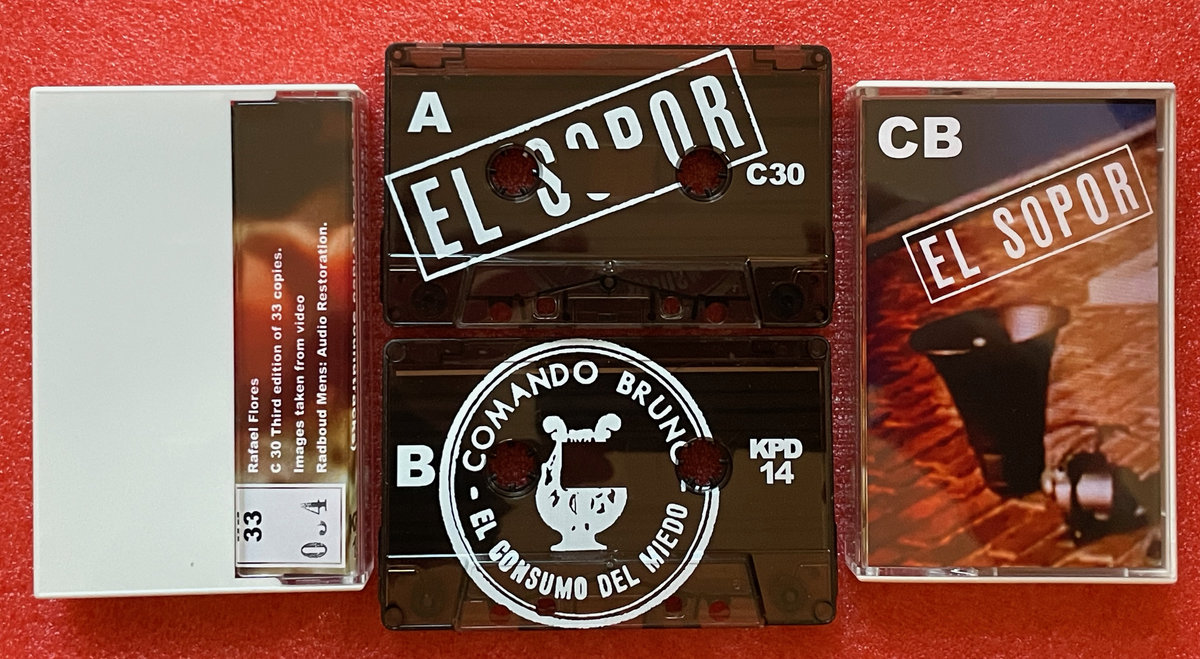 Rafael Flores
C 30 Third edition of 33 copies.
Images taken from video
Radboud Mens: Audio Restoration.
33
A
EL SOPOR
C30
COMANDO BRUNO
EL CONSUMO DEL MIEDO
B
KPD
14
CB
EL SOPOR